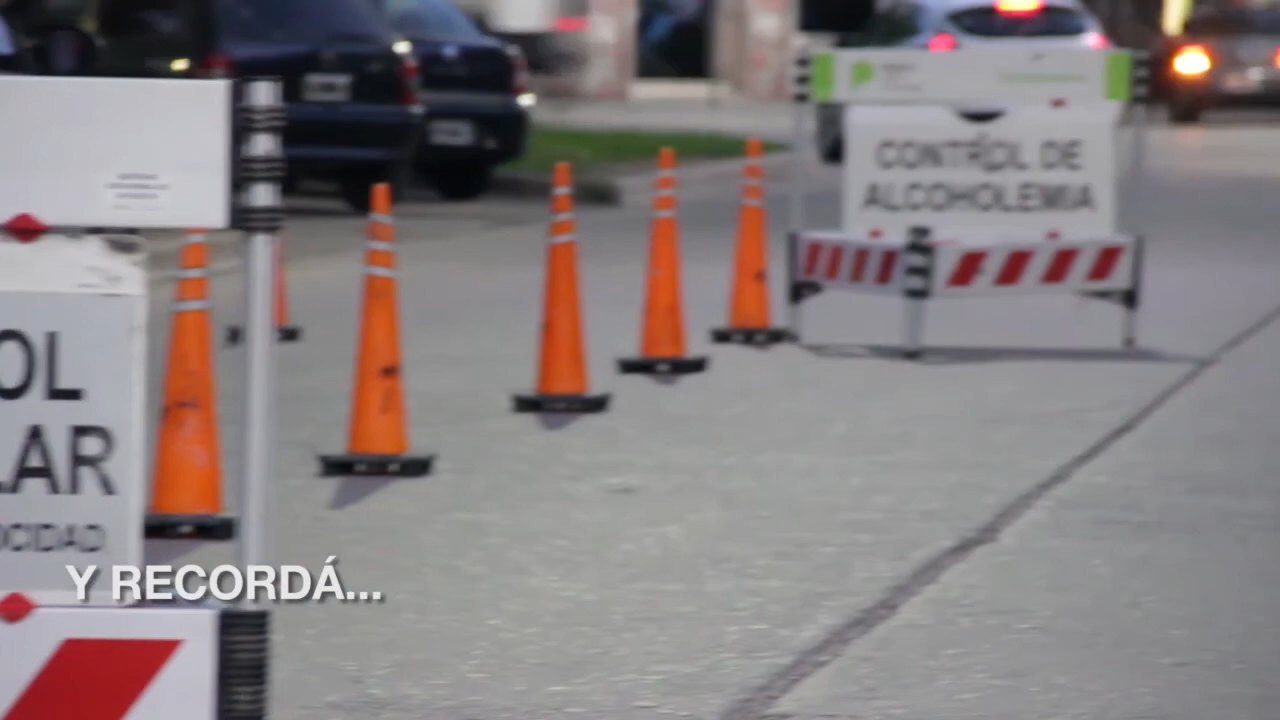 CONTROL DE
ALCOHOLEMIA
OL
LAR
OCIDAD
Y RECORDÁ...